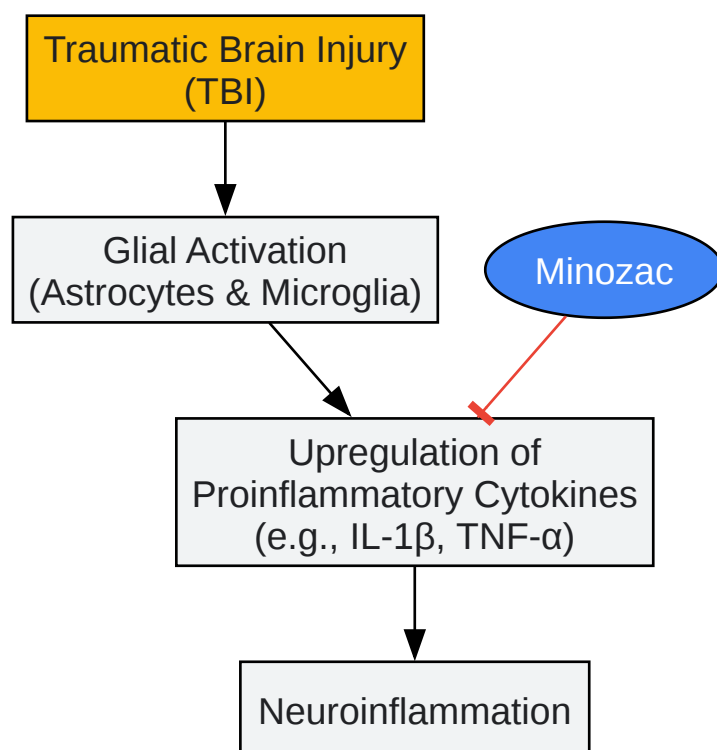 Traumatic Brain Injury
(TBI)
Glial Activation
(Astrocytes & Microglia)
Minozac
Upregulation of
Proinflammatory Cytokines
(e.g., IL-1β, TNF-α)
Neuroinflammation